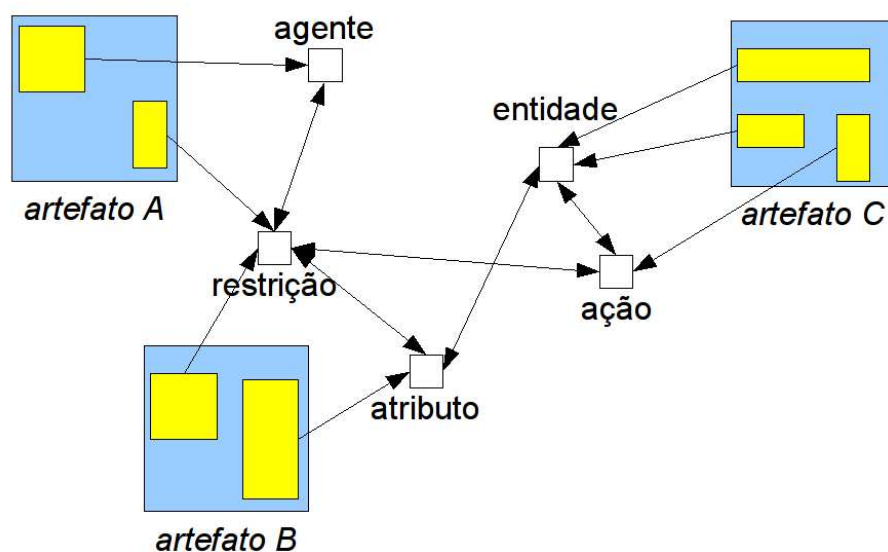 agente
entidade
artefato A
artefato C
restrição
ação
atributo
artefato B